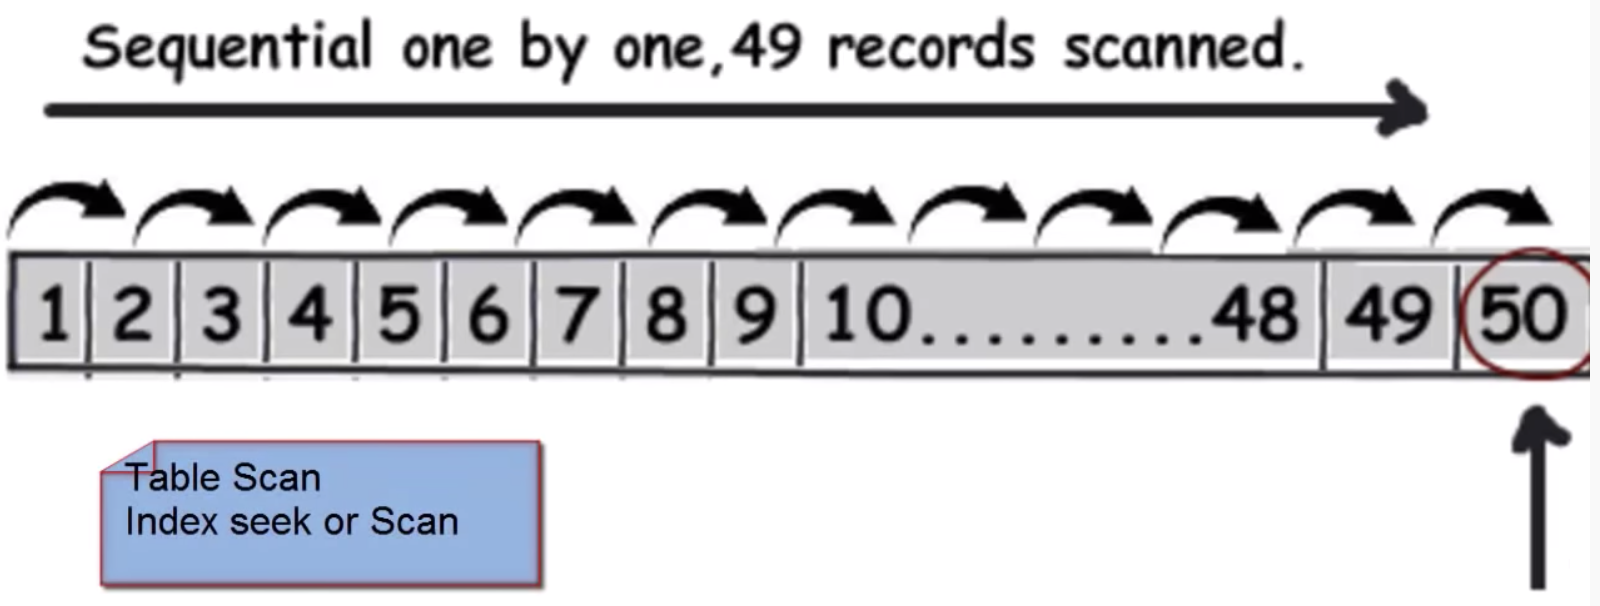 Sequential one by one,49 records scanned.
1 2 3 4 5 6 7 8 9 10.........48 49 50
Table Scan
Index seek or Scan